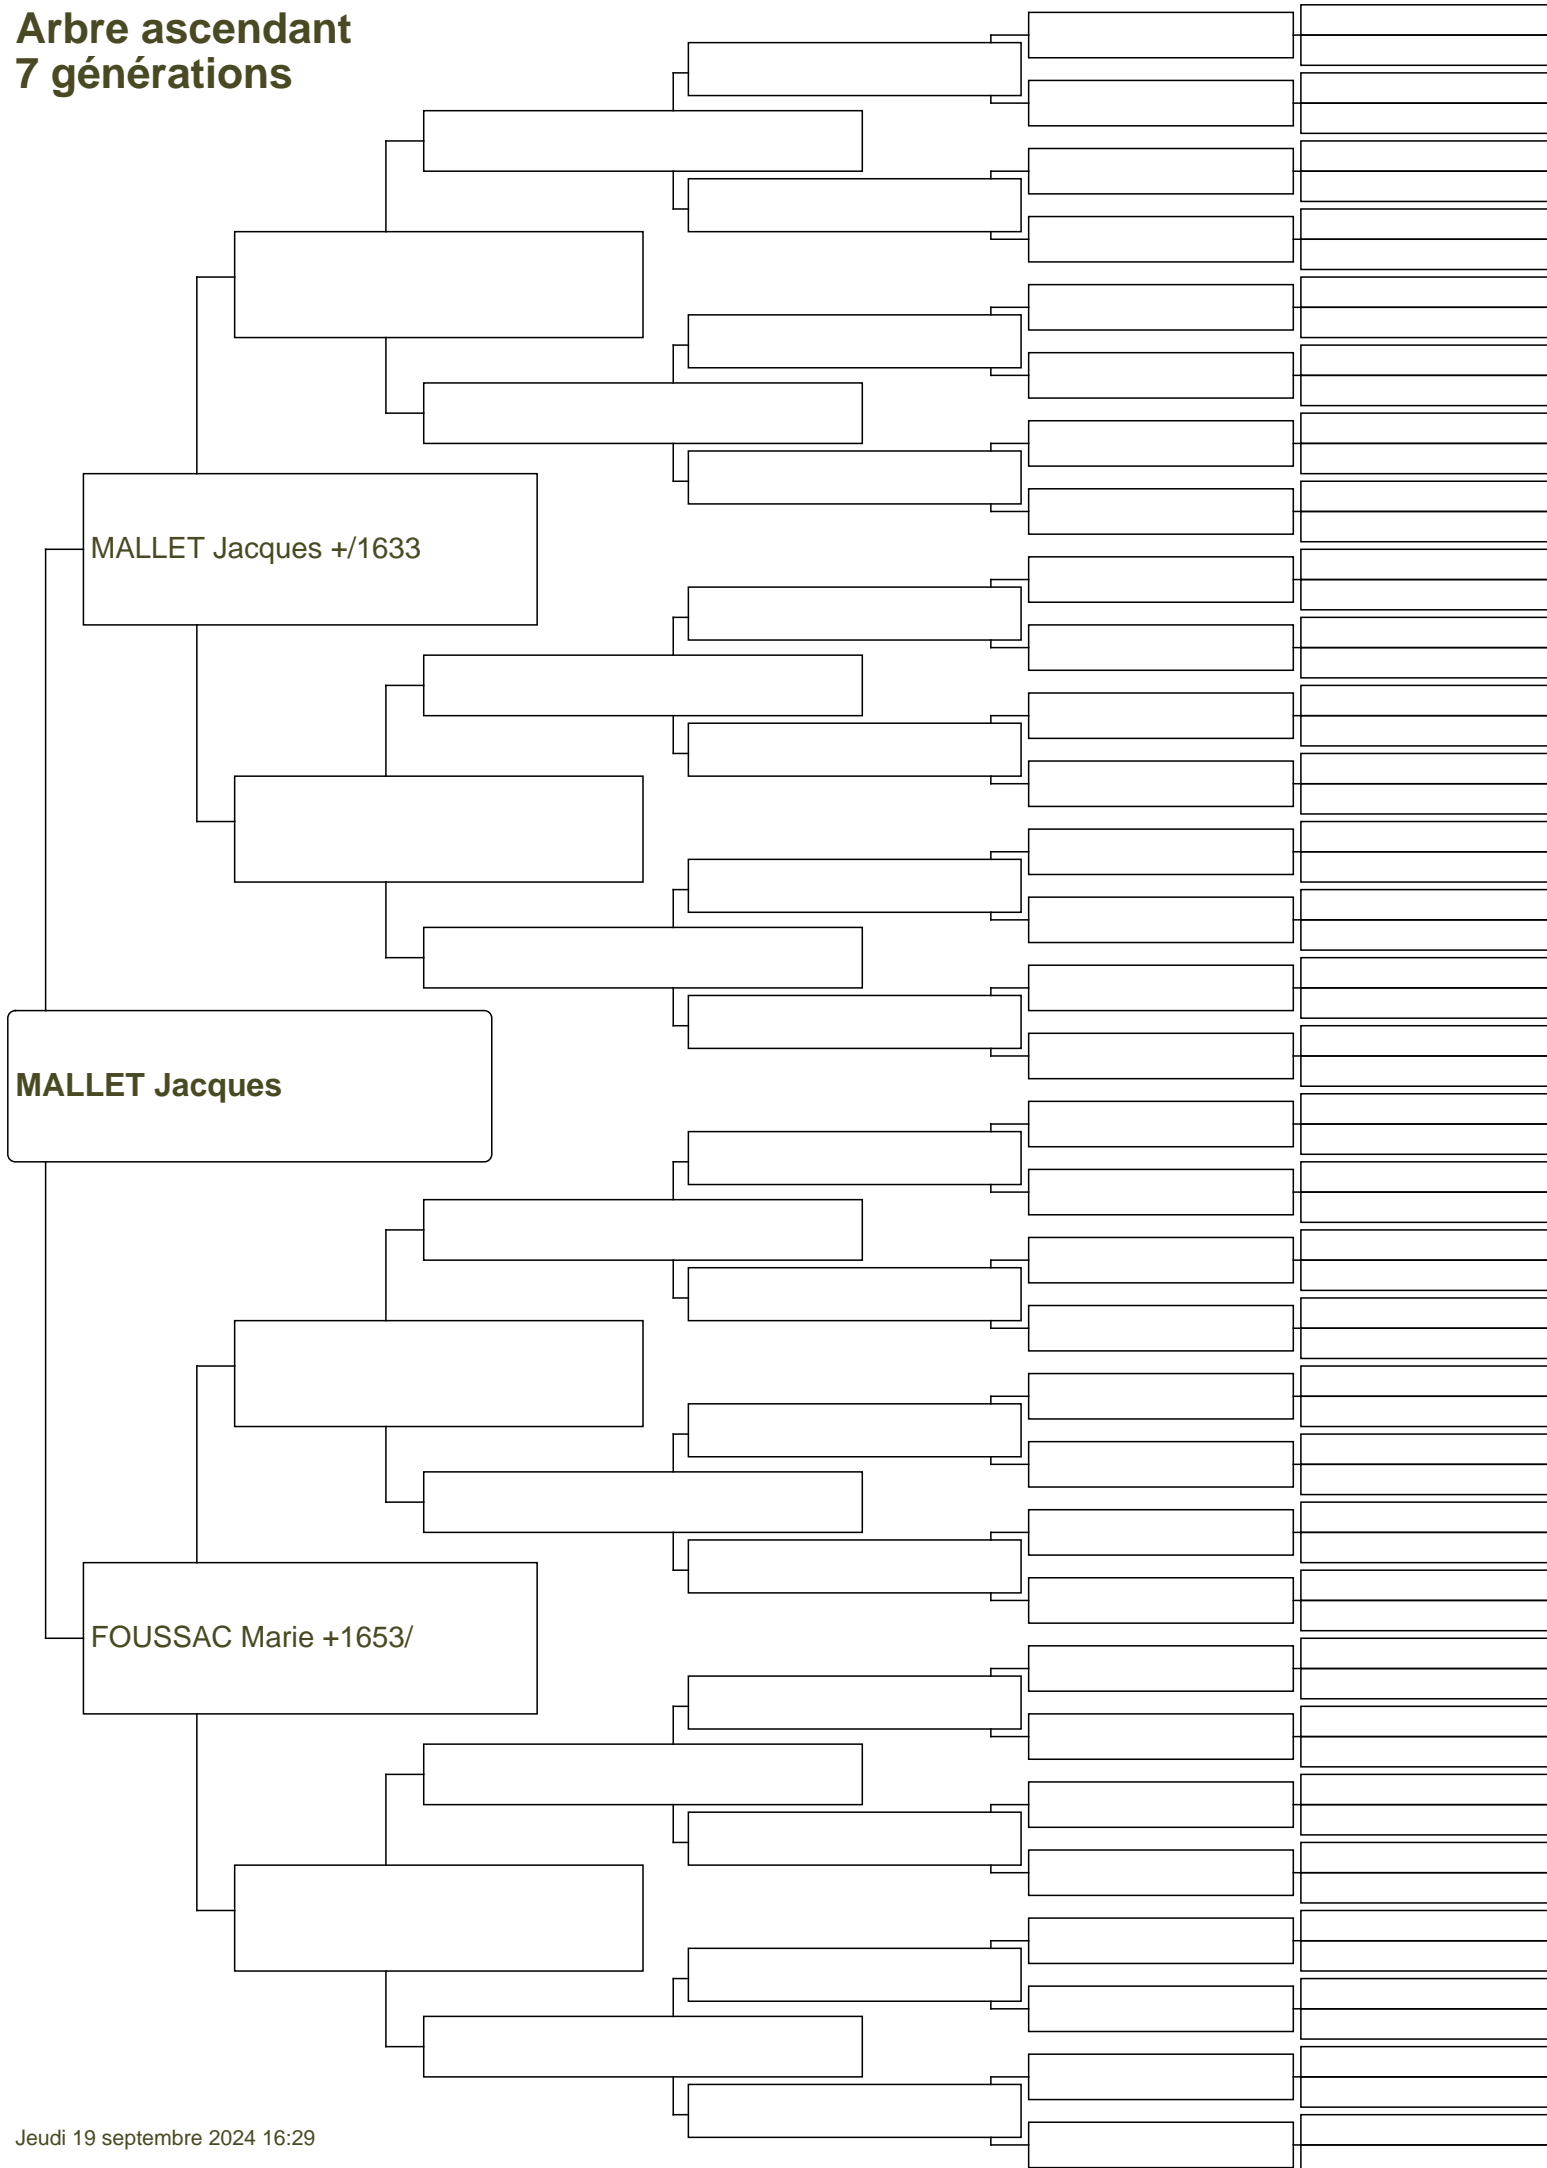 Arbre ascendant
7 générations
MALLET Jacques +/1633
MALLET Jacques
FOUSSAC Marie +1653/
Jeudi 19 septembre 2024 16:29